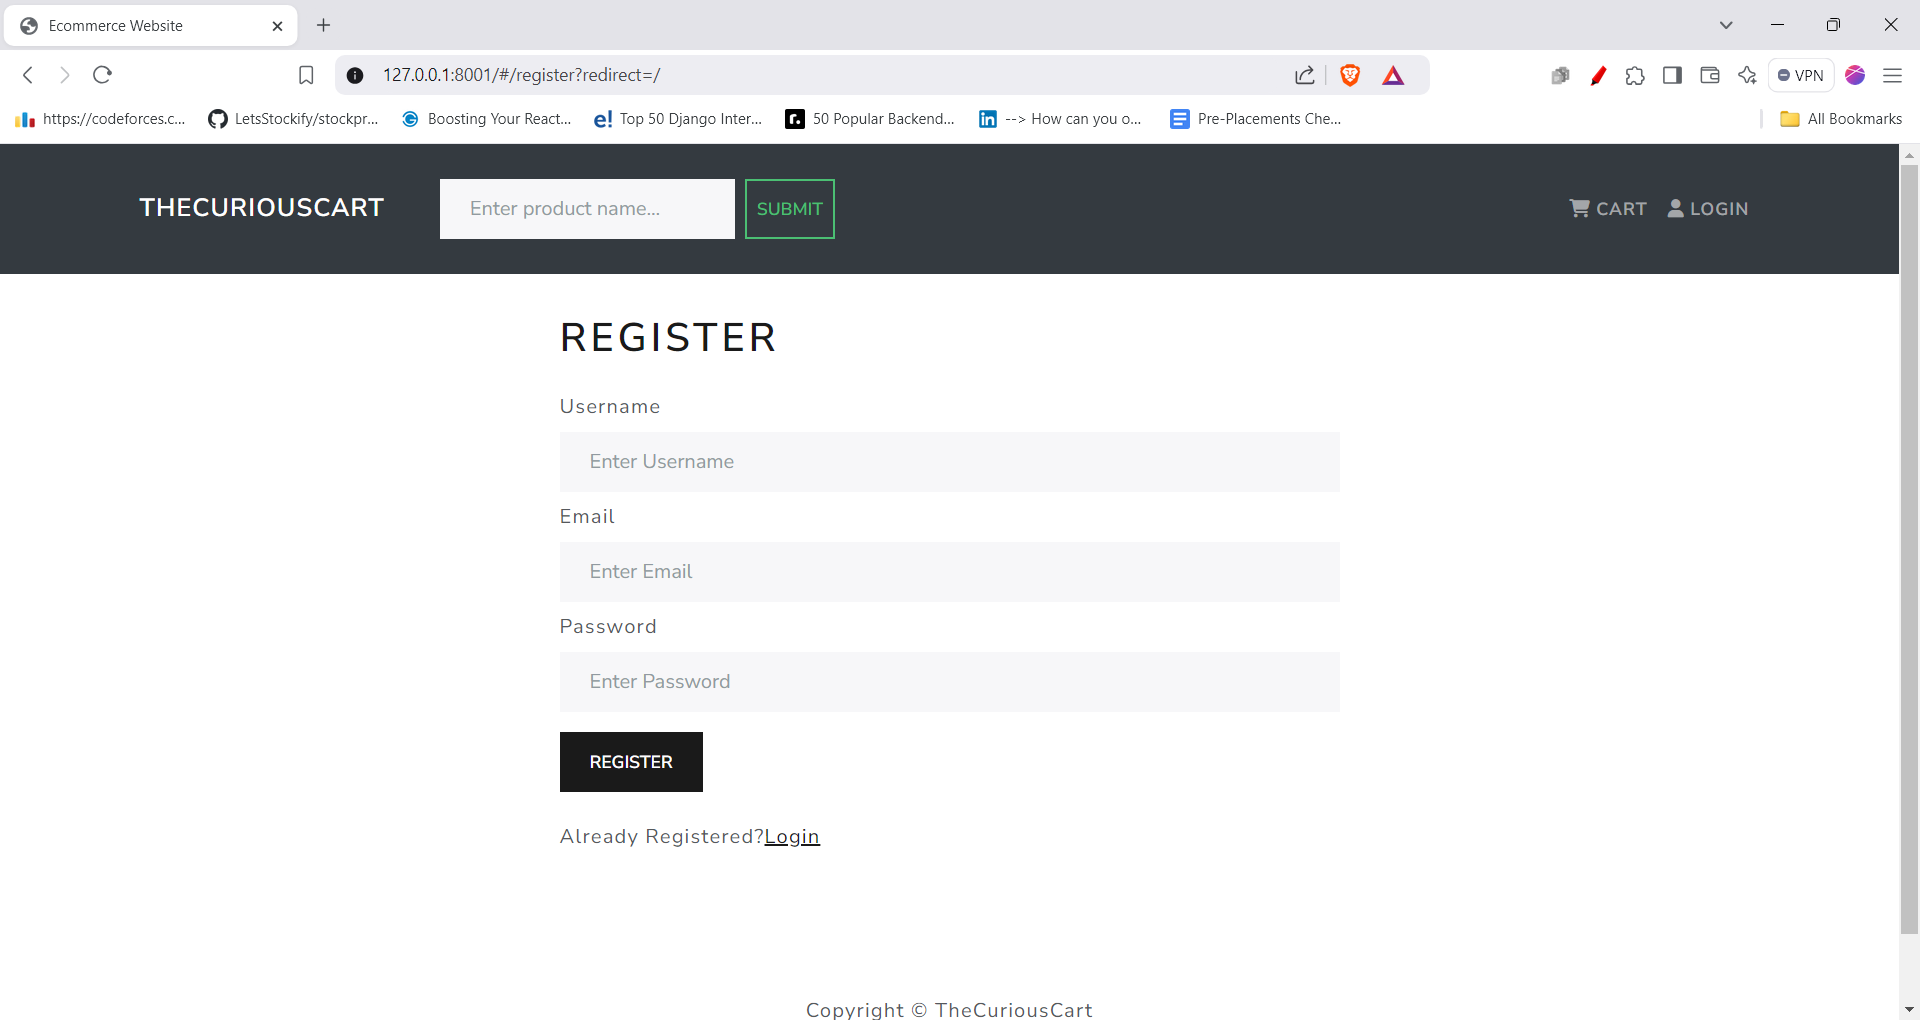 Ecommerce Website
127.0.0.1:8001/#/register?redirect=/
VPN
https://codeforces.c...
LetsStockify/stockpr...
Boosting Your React...
e! Top 50 Django Inter...
r. 50 Popular Backend...
in --> How can you o...
Pre-Placements Che...
All Bookmarks
THECURIOUSCART
Enter product name...
SUBMIT
CART
LOGIN
REGISTER
Username
Enter Username
Email
Enter Email
Password
Enter Password
REGISTER
Already Registered?Login
Copyright © TheCuriousCart